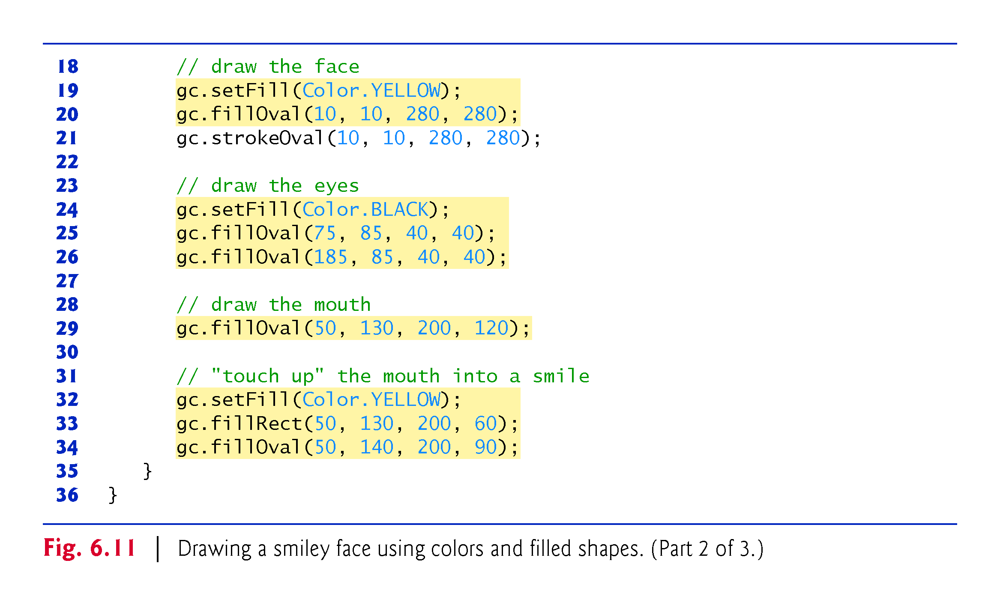 18 // draw the face
19 gc.setFill(Color.YELLOW);
20 gc.fillOval(10, 10, 280, 280);
21 gc.strokeOval(10, 10, 280, 280);
22
23 // draw the eyes
24 gc.setFill(Color.BLACK);
25 gc.fillOval(75, 85, 40, 40);
26 gc.fillOval(185, 85, 40, 40);
27
28 // draw the mouth
29 gc.fillOval(50, 130, 200, 120);
30
31 // "touch up" the mouth into a smile
32 gc.setFill(Color.YELLOW);
33 gc.fillRect(50, 130, 200, 60);
34 gc.fillOval(50, 140, 200, 90);
35 }
36 }
Fig. 6.11 | Drawing a smiley face using colors and filled shapes. (Part 2 of 3.)